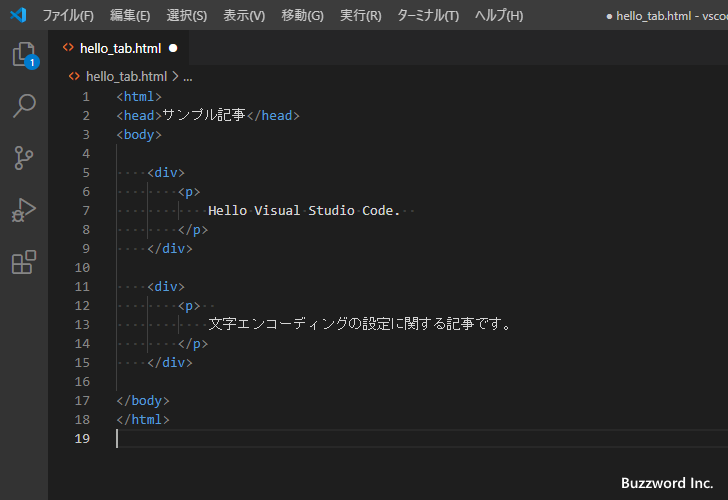 ファイル(F) 編集(E) 選択(S) 表示(V) 移動(G) 実行(R) ターミナル(T) ヘルプ(H) ● hello_tab.html - vsco
<> hello_tab.html ●
<> hello_tab.html > ...
1
1 <html>
2 <head>サンプル記事</head>
3 <body>
4
5 ····<div>
6 ········<p>
7 ············Hello·Visual·Studio·Code.··
8 ········</p>
9 ····</div>
10
11 ····<div>
12 ········<p>··
13 ············文字エンコーディングの設定に関する記事です。
14 ········</p>
15 ····</div>
16
17 </body>
18 </html>
19
Buzzword Inc.